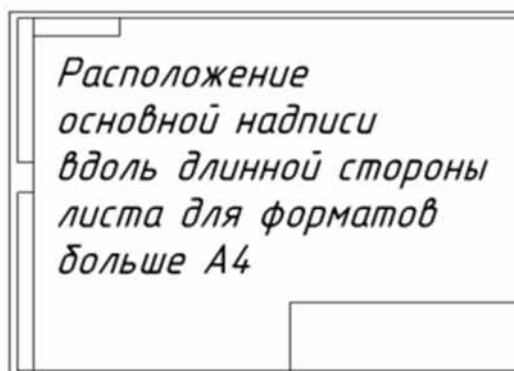 Расположение
основной надписи
вдоль длинной стороны
листа для форматов
больше А4